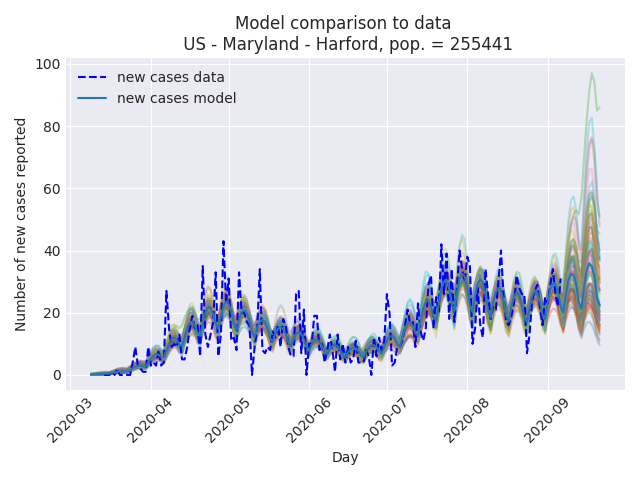 Model comparison to data
US - Maryland - Harford, pop. = 255441
new cases data
new cases model
Number of new cases reported
100
80
60
40
20
0
2020-03
2020-04
2020-05
2020-06
2020-07
2020-08
2020-09
Day